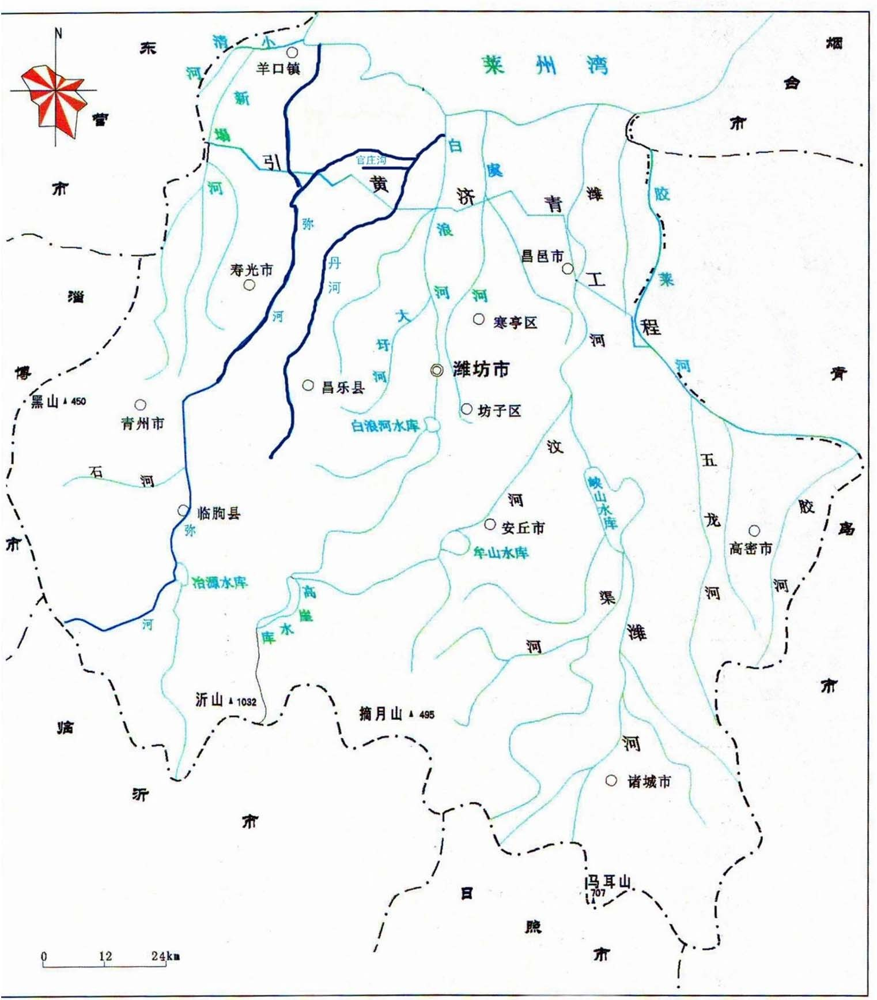 N
东
营
市
清 小
河
羊口镇
新
塌
河
莱 州 湾
烟
台
市
引 黄 济 青 工 程
官庄沟
白
浪
河
虞
河
潍
河
胶
莱
河
弥
河
丹
河
寿光市
昌邑市
淄
博
市
大
圩
河
寒亭区
潍坊市
昌乐县
坊子区
青
岛
市
黑山 450
青州市
白浪河水库
石 河
汶
河
五
龙
河
峡
山
水
库
胶
河
临朐县
弥
河
安丘市
高密市
牟山水库
冶源水库
高
崖
水
库
渠
河
潍
河
沂山 1032
摘月山 495
临
沂
市
诸城市
马耳山
707
日
照
市
0 12 24km